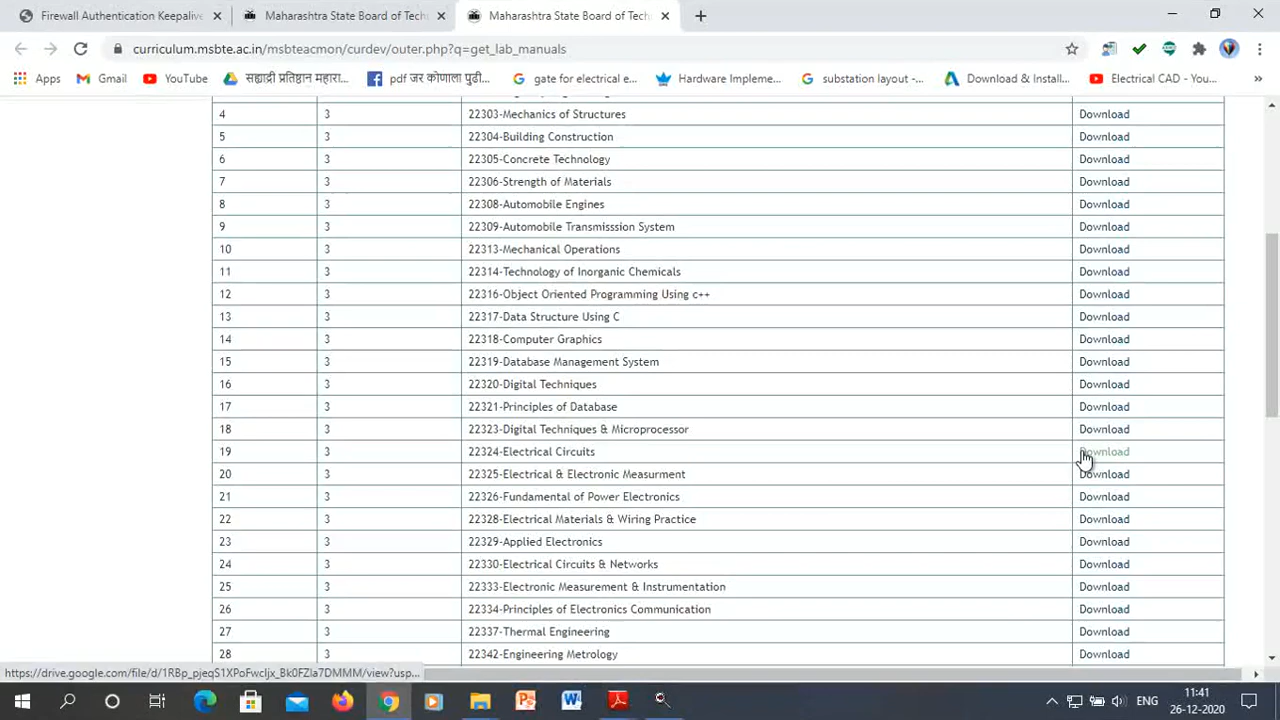 Firewall Authentication Keepalive
Maharashtra State Board of Tech
Maharashtra State Board of Tech
curriculum.msbte.ac.in/msbteacmon/curdev/outer.php?q=get_lab_manuals
Apps Gmail YouTube सह्याद्री प्रतिष्ठान महारा... pdf जर कोणाला पुढी... gate for electrical e... Hardware Impleme... substation layout -... Download & Install... Electrical CAD - You... »
4 3 22303-Mechanics of Structures Download
5 3 22304-Building Construction Download
6 3 22305-Concrete Technology Download
7 3 22306-Strength of Materials Download
8 3 22308-Automobile Engines Download
9 3 22309-Automobile Transmisssion System Download
10 3 22313-Mechanical Operations Download
11 3 22314-Technology of Inorganic Chemicals Download
12 3 22316-Object Oriented Programming Using c++ Download
13 3 22317-Data Structure Using C Download
14 3 22318-Computer Graphics Download
15 3 22319-Database Management System Download
16 3 22320-Digital Techniques Download
17 3 22321-Principles of Database Download
18 3 22323-Digital Techniques & Microprocessor Download
19 3 22324-Electrical Circuits Download
20 3 22325-Electrical & Electronic Measurment Download
21 3 22326-Fundamental of Power Electronics Download
22 3 22328-Electrical Materials & Wiring Practice Download
23 3 22329-Applied Electronics Download
24 3 22330-Electrical Circuits & Networks Download
25 3 22333-Electronic Measurement & Instrumentation Download
26 3 22334-Principles of Electronics Communication Download
27 3 22337-Thermal Engineering Download
28 3 22342-Engineering Metrology Download
https://drive.google.com/file/d/1RBp_pjeqS1XPoFwcIjx_Bk0FZla7DMMM/view?usp...
ENG
11:41
26-12-2020